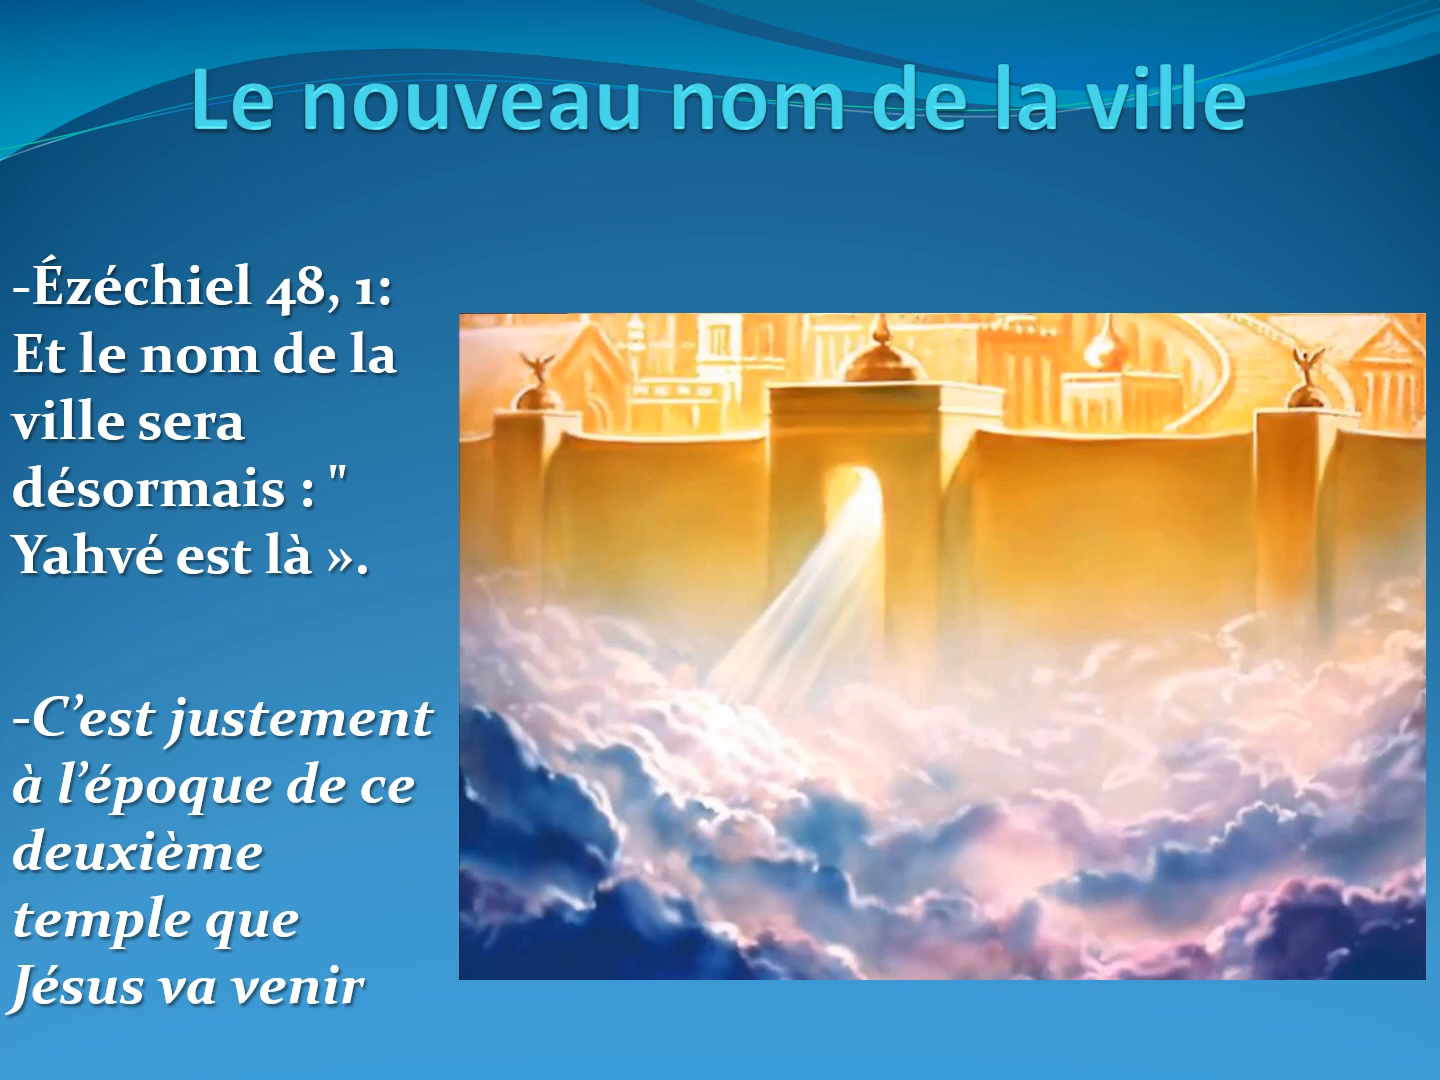 Le nouveau nom de la ville
-Ézéchiel 48, 1:
Et le nom de la
ville sera
désormais : "
Yahvé est là ».
-C’est justement
à l’époque de ce
deuxième
temple que
Jésus va venir